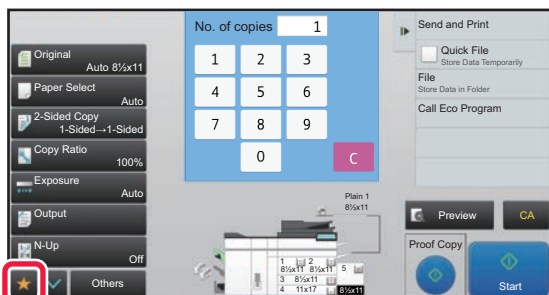 No. of copies 1
1 2 3
4 5 6
7 8 9
0 C
Original
Auto 8½x11
Paper Select
Auto
2-Sided Copy
1-Sided→1-Sided
Copy Ratio
100%
Exposure
Auto
Output
N-Up
Off
Others
Plain 1
8½x11
1 2
8½x11 8½x11 5
3 8½x11
4 11x17 8½x11
Send and Print
Quick File
Store Data Temporarily
File
Store Data in Folder
Call Eco Program
Preview CA
Proof Copy
Start